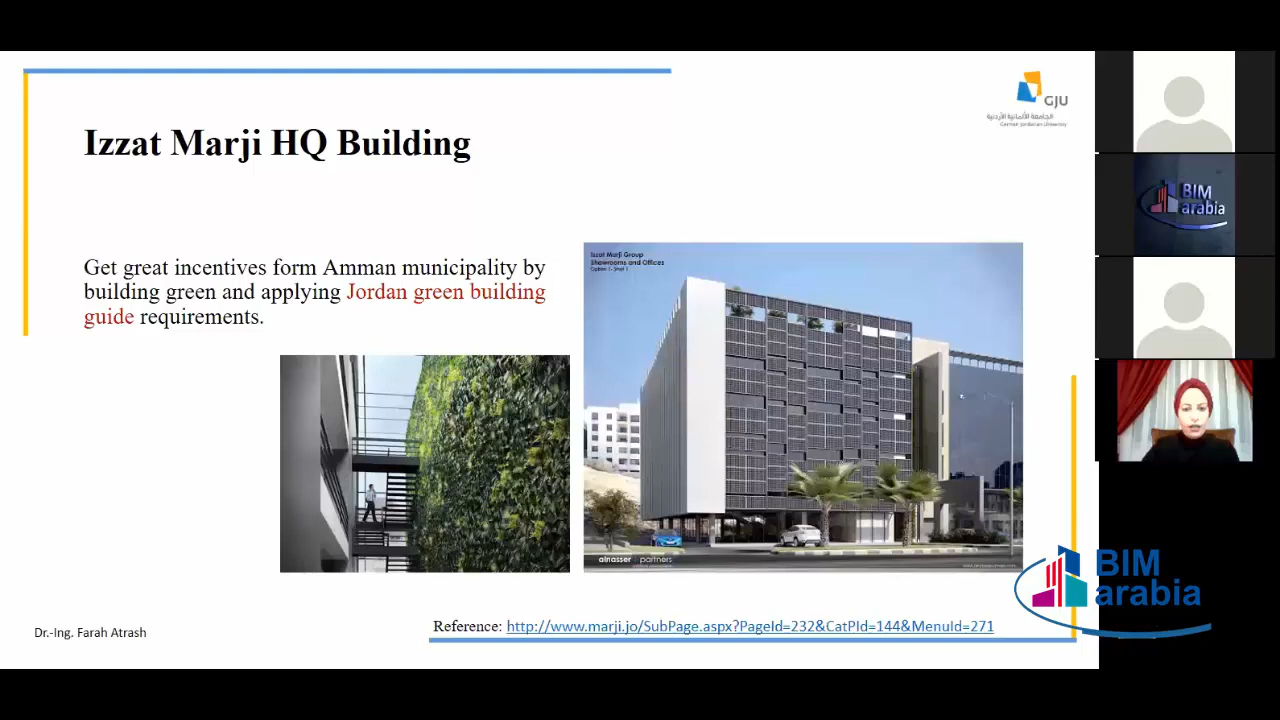 GJU
الجامعة الألمانية الأردنية
German Jordanian University
Izzat Marji HQ Building
Get great incentives form Amman municipality by
building green and applying Jordan green building
guide requirements.
Izzat Marji Group
Showrooms and Offices
alnasser + partners
Reference: http://www.marji.jo/SubPage.aspx?PageId=232&CatPId=144&MenuId=271
Dr.-Ing. Farah Atrash
BIM
arabia
BIM
arabia